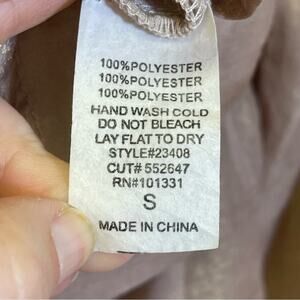 100%POLYESTER
100%POLYESTER
100%POLYESTER
HAND WASH COLD
DO NOT BLEACH
LAY FLAT TO DRY
STYLE#23408
CUT# 552647
RN#101331
S
MADE IN CHINA